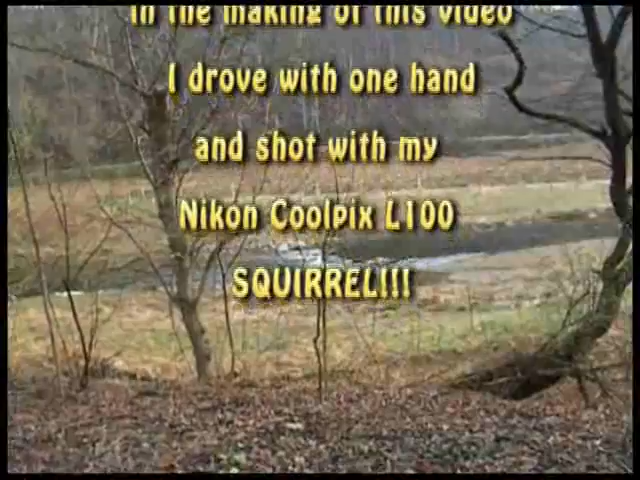 In the making of this video
I drove with one hand
and shot with my
Nikon Coolpix L100
SQUIRREL!!!